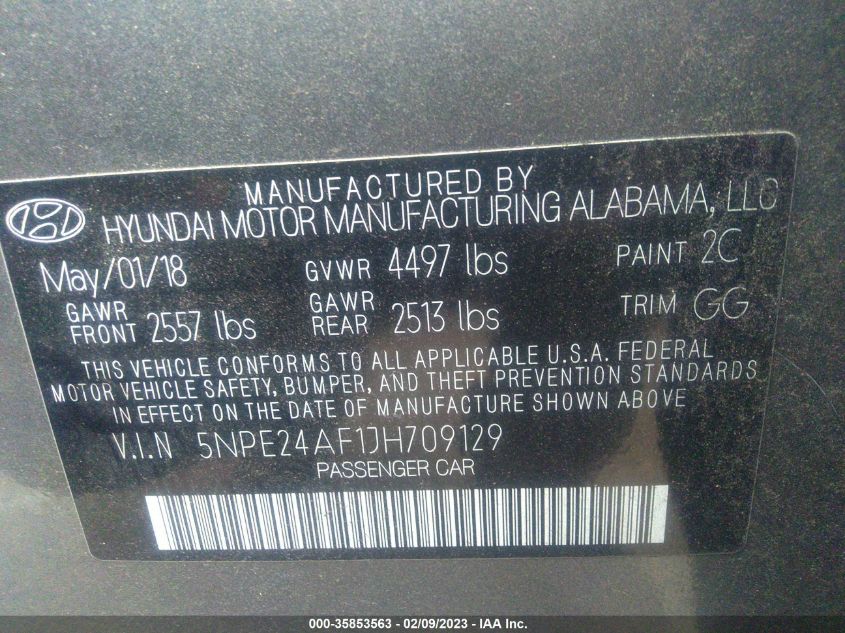 MANUFACTURED BY
HYUNDAI MOTOR MANUFACTURING ALABAMA, LLC
May/01/18 GVWR 4497 lbs PAINT 2C
GAWR FRONT 2557 lbs GAWR REAR 2513 lbs TRIM GG
THIS VEHICLE CONFORMS TO ALL APPLICABLE U.S.A. FEDERAL
MOTOR VEHICLE SAFETY, BUMPER, AND THEFT PREVENTION STANDARDS
IN EFFECT ON THE DATE OF MANUFACTURE SHOWN ABOVE.
V.I.N 5NPE24AF1JH709129
PASSENGER CAR
000-35853563 - 02/09/2023 - IAA, Inc.